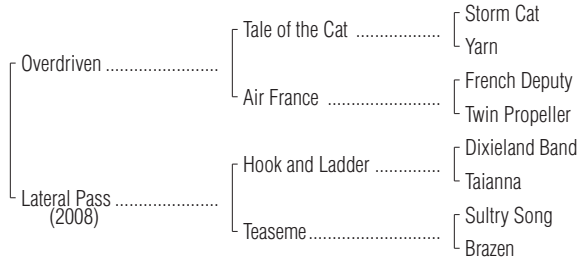 Storm Cat
Tale of the Cat ..................
Yarn
Overdriven ........................
French Deputy
Air France ........................
Twin Propeller
Dixieland Band
Hook and Ladder ..............
Taianna
Lateral Pass ......................
(2008)
Sultry Song
Teaseme............................
Brazen